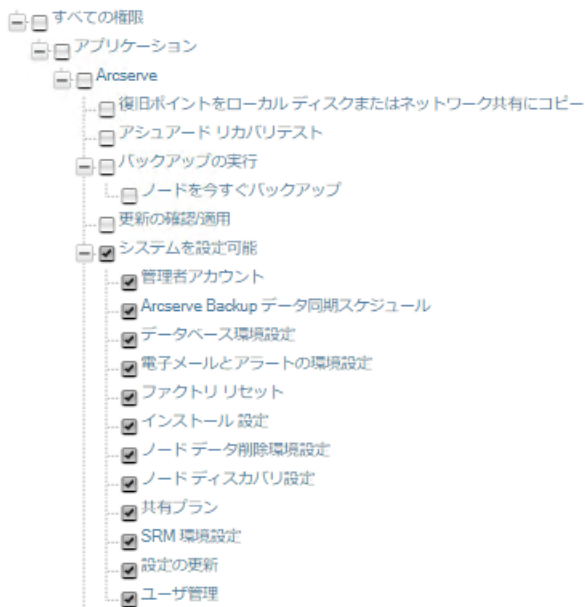 すべての権限
アプリケーション
Arcserve
復旧ポイントをローカル ディスクまたはネットワーク共有にコピー
アシュアード リカバリテスト
バックアップの実行
ノードを今すぐバックアップ
更新の確認/適用
システムを設定可能
管理者アカウント
Arcserve Backup データ同期スケジュール
データベース環境設定
電子メールとアラートの環境設定
ファクトリ リセット
インストール 設定
ノード データ削除環境設定
ノード ディスカバリ設定
共有プラン
SRM 環境設定
設定の更新
ユーザ管理